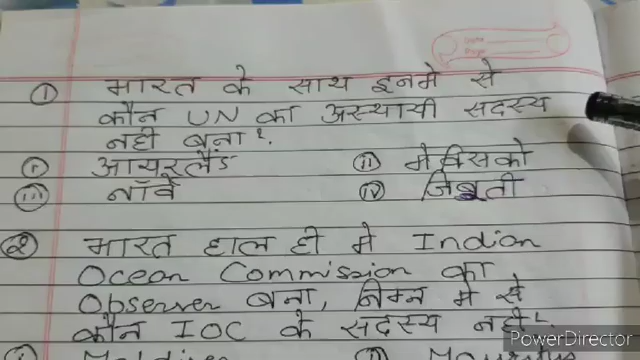 ① भारत के साथ इनमे से
कौन UN का अस्थायी सदस्य
नही बना?
(i) आयरलैंड (ii) मेक्सिको
(iii) नॉर्वे (iv) जिबूती
② भारत हाल ही मे Indian
Ocean Commission का
Observer बना, निम्न मे से
कौन IOC के सदस्य नही?
PowerDirector